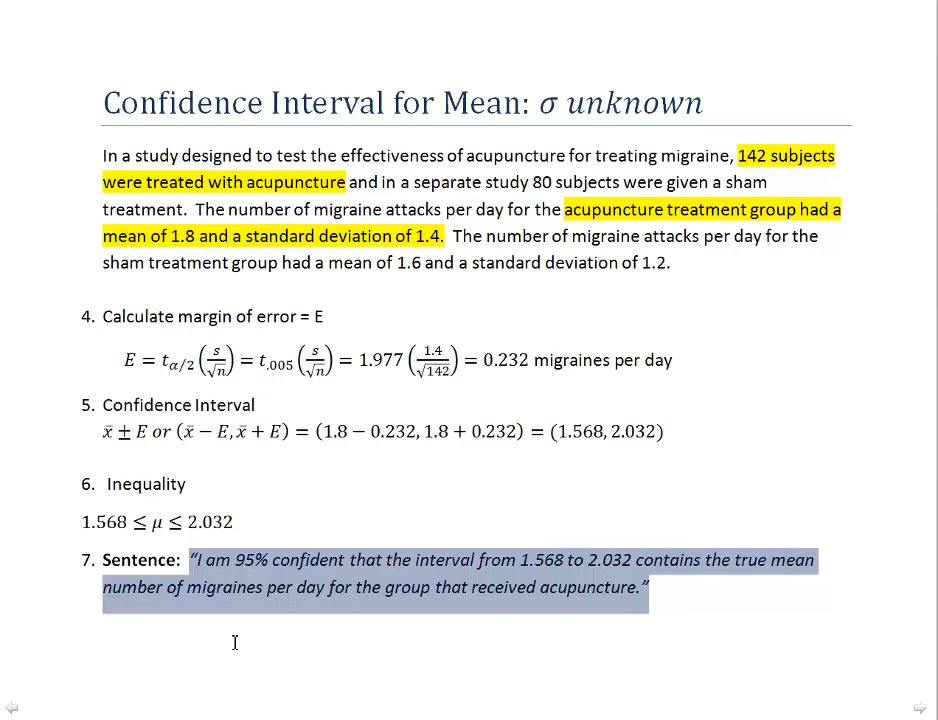 Confidence Interval for Mean: σ unknown
In a study designed to test the effectiveness of acupuncture for treating migraine, 142 subjects
were treated with acupuncture and in a separate study 80 subjects were given a sham
treatment. The number of migraine attacks per day for the acupuncture treatment group had a
mean of 1.8 and a standard deviation of 1.4. The number of migraine attacks per day for the
sham treatment group had a mean of 1.6 and a standard deviation of 1.2.
4. Calculate margin of error = E
E = t_{α/2} (s/√n) = t_{.005} (s/√n) = 1.977 (1.4/√142) = 0.232 migraines per day
5. Confidence Interval
x̄ ± E or (x̄ − E, x̄ + E) = (1.8 − 0.232, 1.8 + 0.232) = (1.568, 2.032)
6. Inequality
1.568 ≤ μ ≤ 2.032
7. Sentence: “I am 95% confident that the interval from 1.568 to 2.032 contains the true mean
number of migraines per day for the group that received acupuncture.”